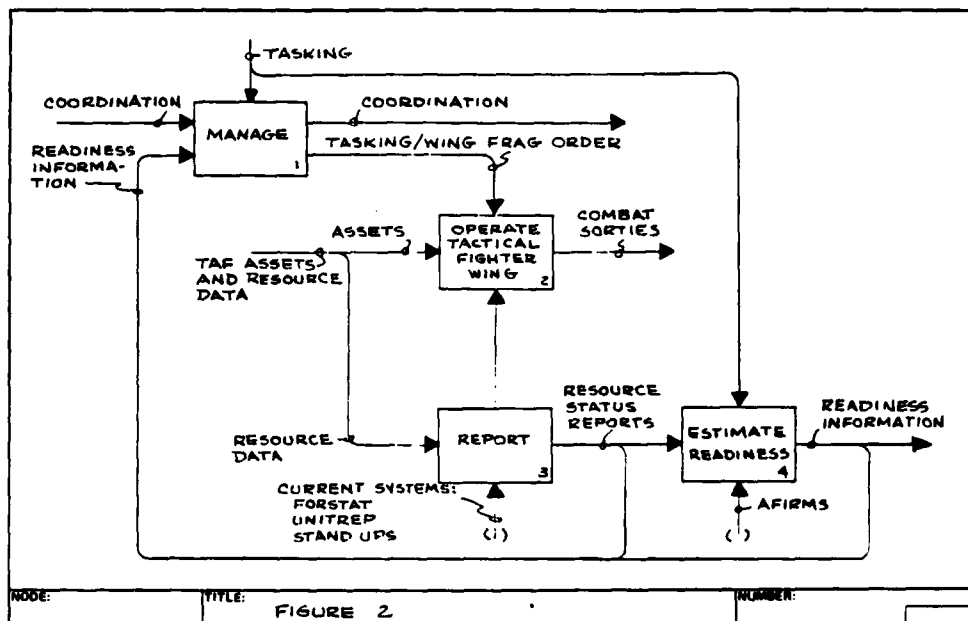 TASKING
COORDINATION
MANAGE
1
COORDINATION
TASKING/WING FRAG ORDER
READINESS
INFORMA-
TION
ASSETS
TAF ASSETS
AND RESOURCE
DATA
OPERATE
TACTICAL
FIGHTER
WING
2
COMBAT
SORTIES
RESOURCE
DATA
REPORT
3
RESOURCE
STATUS
REPORTS
ESTIMATE
READINESS
4
READINESS
INFORMATION
CURRENT SYSTEMS:
FORSTAT
UNITREP
STAND UPS
(1)
AFIRMS
( )
NODE:
TITLE:
FIGURE 2
NUMBER: